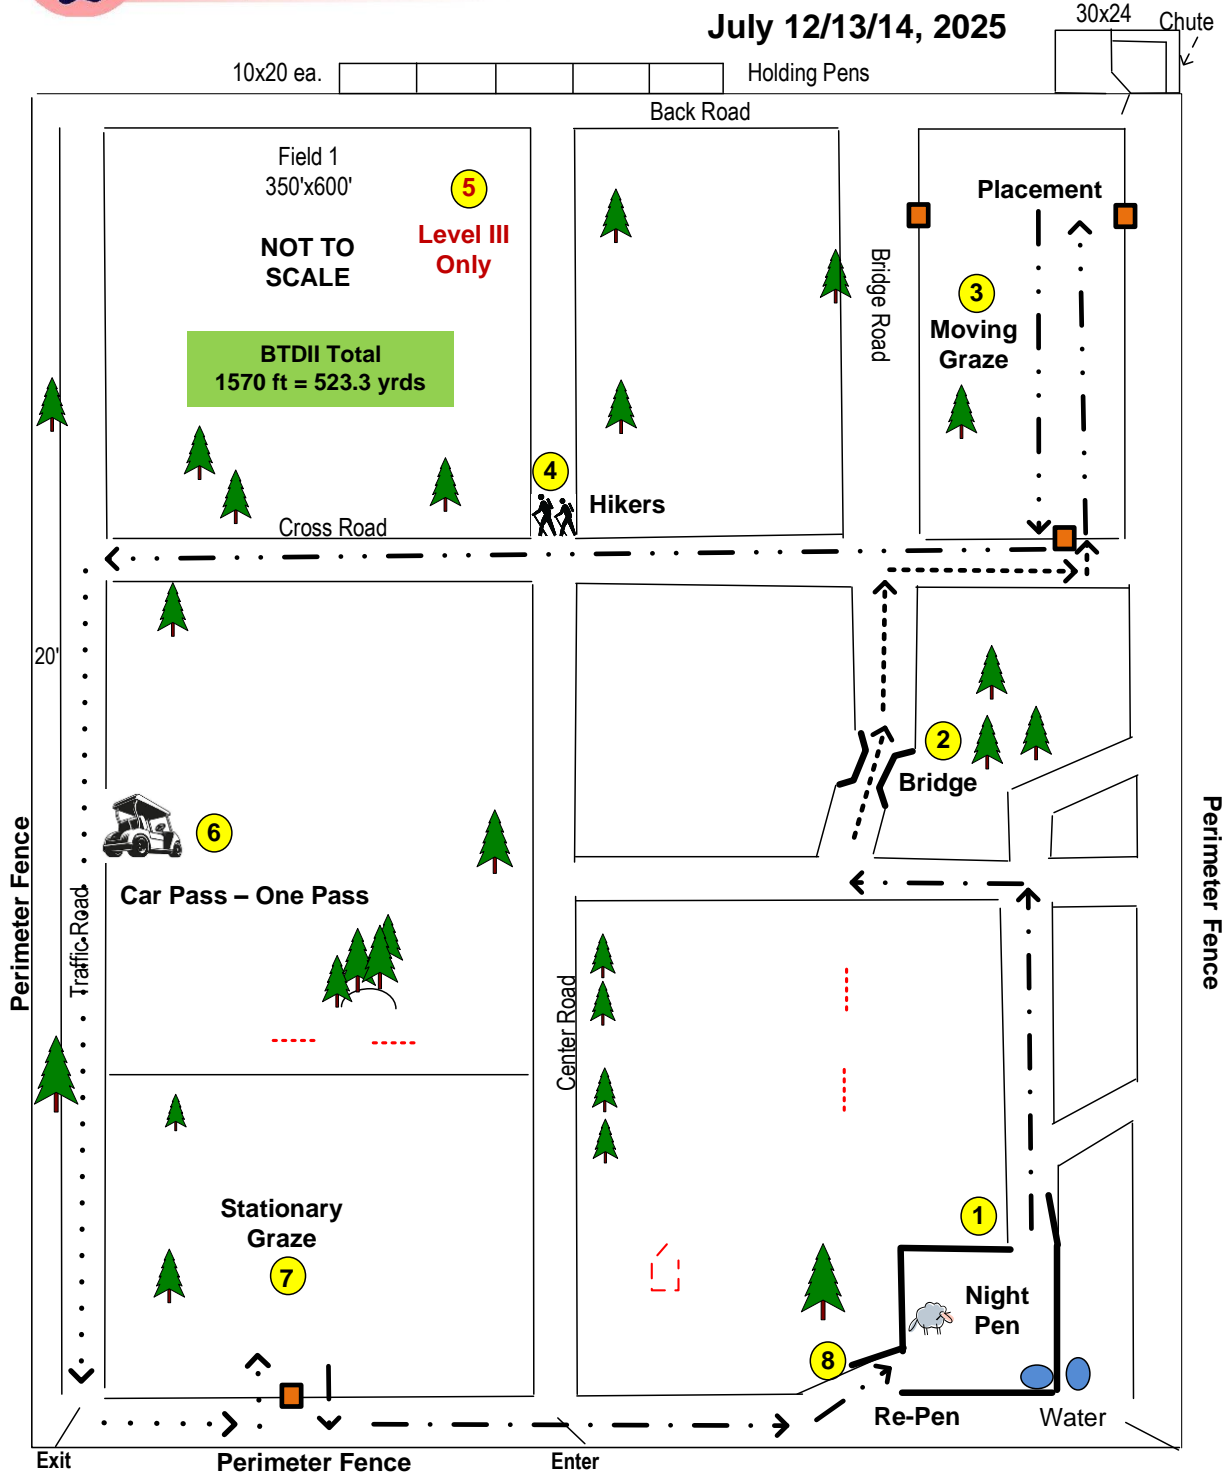 July 12/13/14, 2025
30x24
Chute
10x20 ea.
Holding Pens
Back Road
Field 1
350'x600'
5
Level III
Only
NOT TO
SCALE
Placement
Bridge Road
3
Moving
Graze
BTDII Total
1570 ft = 523.3 yrds
4
Hikers
Cross Road
20'
2
Bridge
6
Car Pass – One Pass
Perimeter Fence
Traffic Road
Center Road
Perimeter Fence
1
Stationary
Graze
7
Night
Pen
8
Re-Pen
Water
Exit
Perimeter Fence
Enter